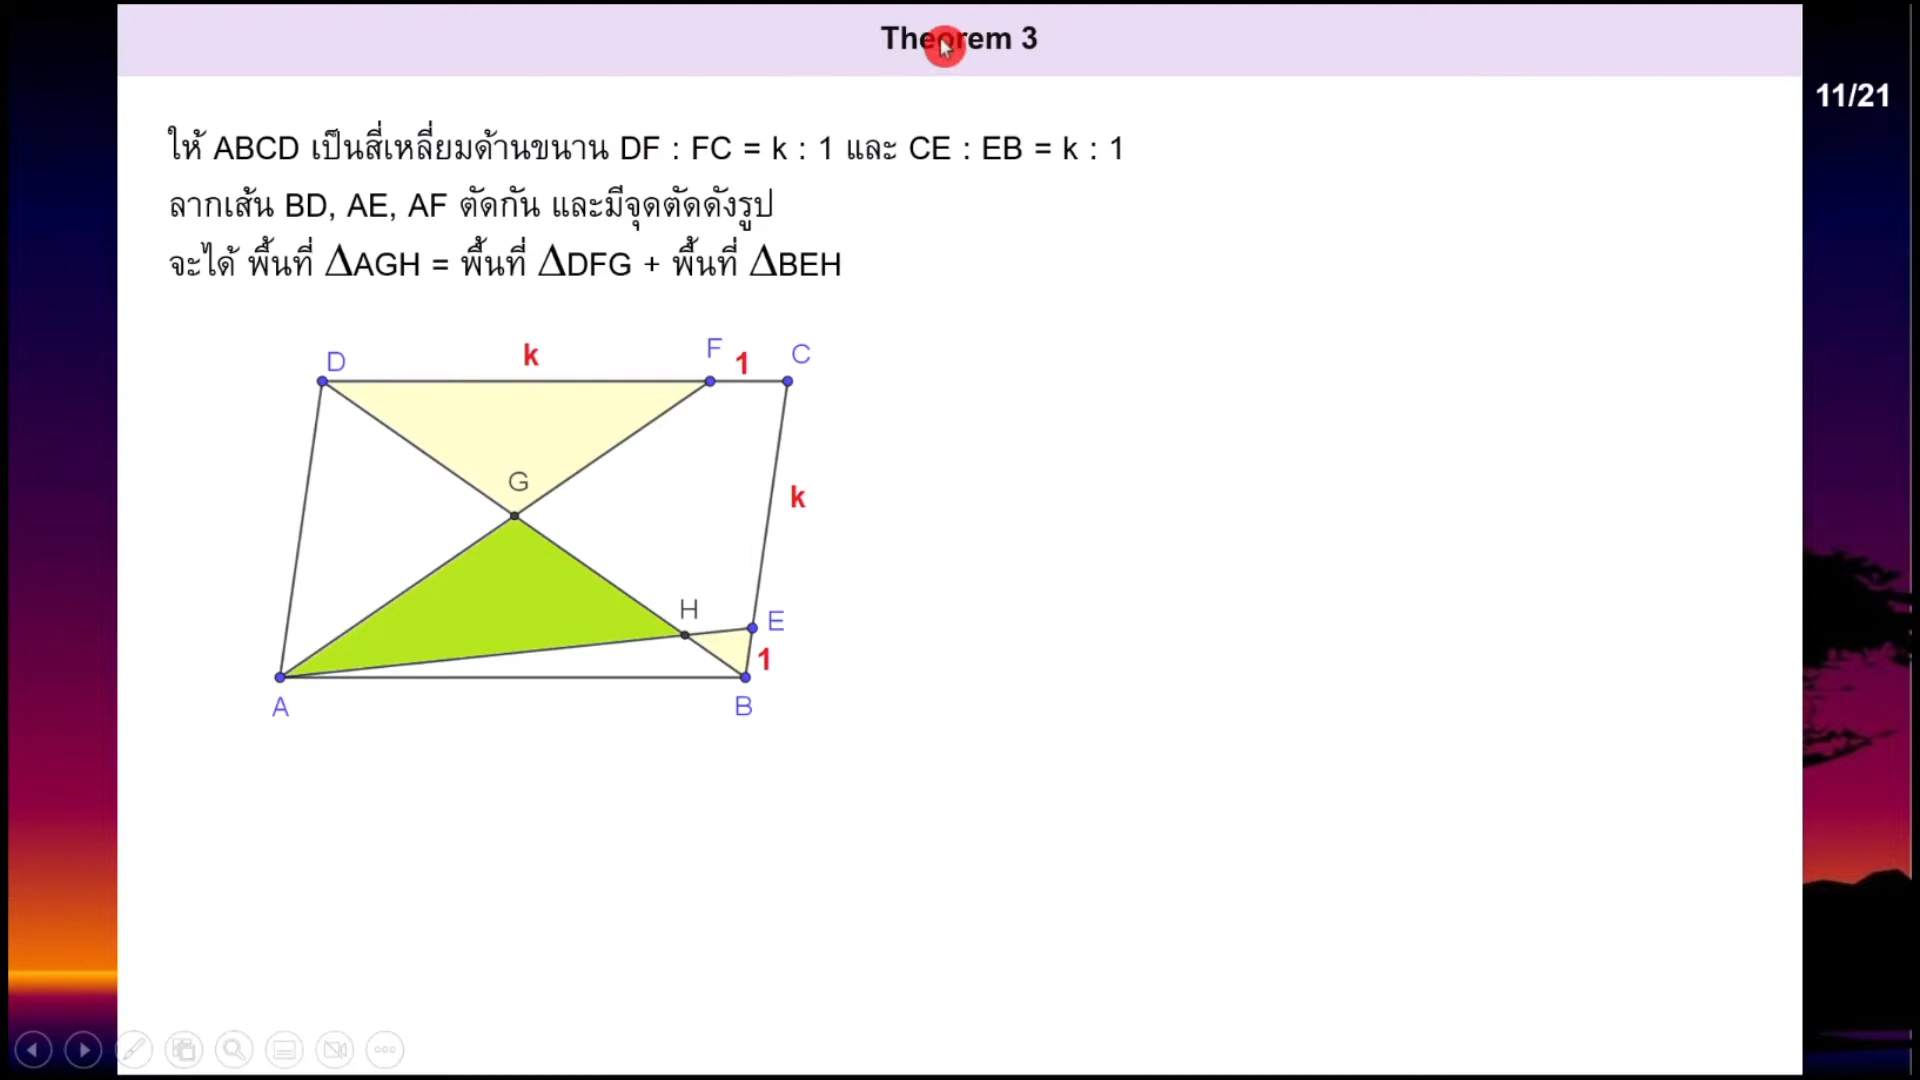 Theorem 3
11/21
ให้ ABCD เป็นสี่เหลี่ยมด้านขนาน DF : FC = k : 1 และ CE : EB = k : 1
ลากเส้น BD, AE, AF ตัดกัน และมีจุดตัดดังรูป
จะได้ พื้นที่ ΔAGH = พื้นที่ ΔDFG + พื้นที่ ΔBEH
D k F 1 C
G
k
H E
1
A B